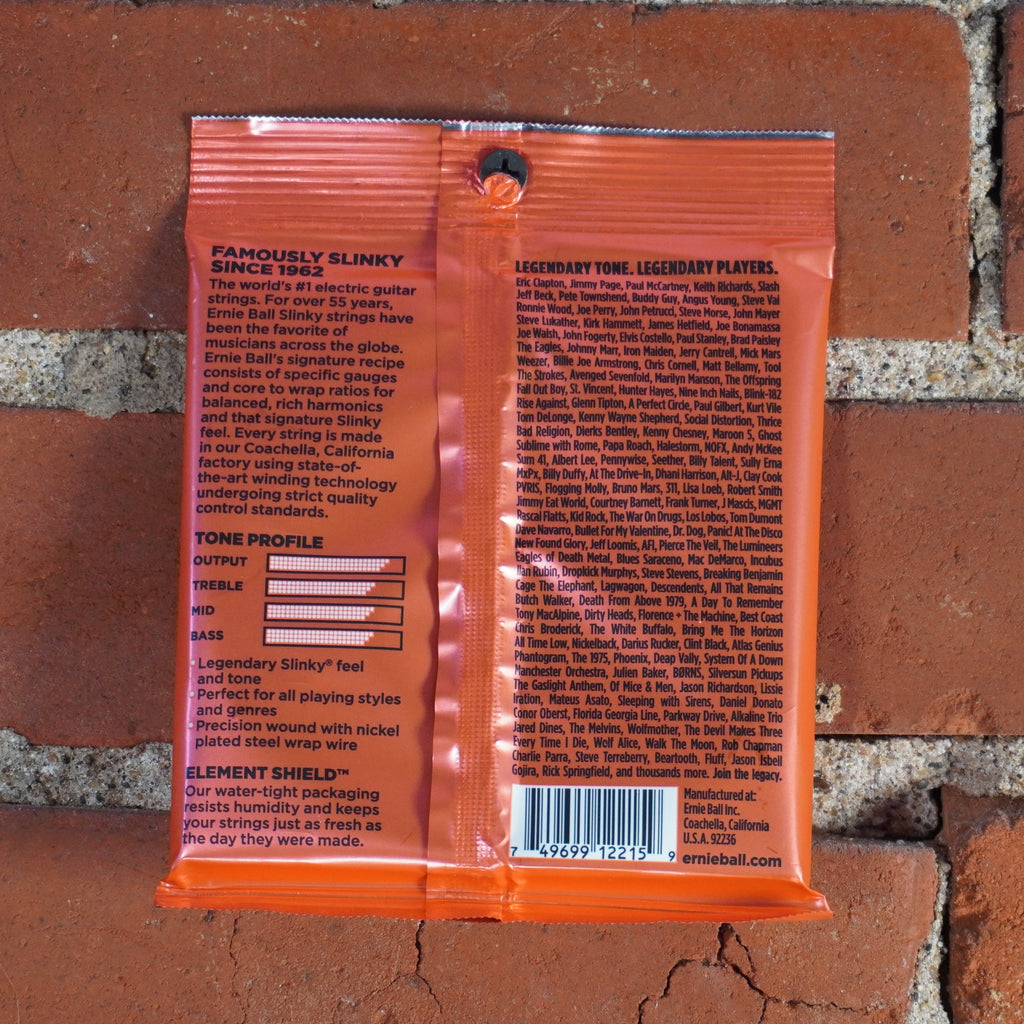 FAMOUSLY SLINKY
SINCE 1962
The world's #1 electric guitar
strings. For over 55 years,
Ernie Ball Slinky strings have
been the favorite of
musicians across the globe.
Ernie Ball's signature recipe
consists of specific gauges
and core to wrap ratios for
balanced, rich harmonics
and that signature Slinky
feel. Every string is made
in our Coachella, California
factory using state-of-
the-art winding technology
undergoing strict quality
control standards.
TONE PROFILE
OUTPUT
TREBLE
MID
BASS
• Legendary Slinky® feel
and tone
• Perfect for all playing styles
and genres
• Precision wound with nickel
plated steel wrap wire
ELEMENT SHIELD™
Our water-tight packaging
resists humidity and keeps
your strings just as fresh as
the day they were made.
LEGENDARY TONE. LEGENDARY PLAYERS.
Eric Clapton, Jimmy Page, Paul McCartney, Keith Richards, Slash
Jeff Beck, Pete Townshend, Buddy Guy, Angus Young, Steve Vai
Ronnie Wood, Joe Perry, John Petrucci, Steve Morse, John Mayer
Steve Lukather, Kirk Hammett, James Hetfield, Joe Bonamassa
Joe Walsh, John Fogerty, Elvis Costello, Paul Stanley, Brad Paisley
The Eagles, Johnny Marr, Iron Maiden, Jerry Cantrell, Mick Mars
Weezer, Billie Joe Armstrong, Chris Cornell, Matt Bellamy, Tool
The Strokes, Avenged Sevenfold, Marilyn Manson, The Offspring
Fall Out Boy, St. Vincent, Hunter Hayes, Nine Inch Nails, Blink-182
Rise Against, Glenn Tipton, A Perfect Circle, Paul Gilbert, Kurt Vile
Tom DeLonge, Kenny Wayne Shepherd, Social Distortion, Thrice
Bad Religion, Dierks Bentley, Kenny Chesney, Maroon 5, Ghost
Sublime with Rome, Papa Roach, Halestorm, NOFX, Andy McKee
Sum 41, Albert Lee, Pennywise, Seether, Billy Talent, Sully Erna
MxPx, Billy Duffy, At The Drive-In, Dhani Harrison, Alt-J, Clay Cook
PVRIS, Flogging Molly, Bruno Mars, 311, Lisa Loeb, Robert Smith
Jimmy Eat World, Courtney Barnett, Frank Turner, J Mascis, MGMT
Rascal Flatts, Kid Rock, The War On Drugs, Los Lobos, Tom Dumont
Dave Navarro, Bullet For My Valentine, Dr. Dog, Panic! At The Disco
New Found Glory, Jeff Loomis, AFI, Pierce The Veil, The Lumineers
Eagles of Death Metal, Blues Saraceno, Mac DeMarco, Incubus
Ilan Rubin, Dropkick Murphys, Steve Stevens, Breaking Benjamin
Cage The Elephant, Lagwagon, Descendents, All That Remains
Butch Walker, Death From Above 1979, A Day To Remember
Tony MacAlpine, Dirty Heads, Florence + The Machine, Best Coast
Chris Broderick, The White Buffalo, Bring Me The Horizon
All Time Low, Nickelback, Darius Rucker, Clint Black, Atlas Genius
Phantogram, The 1975, Phoenix, Deap Vally, System Of A Down
Manchester Orchestra, Julien Baker, BØRNS, Silversun Pickups
The Gaslight Anthem, Of Mice & Men, Jason Richardson, Lissie
Iration, Mateus Asato, Sleeping with Sirens, Daniel Donato
Conor Oberst, Florida Georgia Line, Parkway Drive, Alkaline Trio
Jared Dines, The Melvins, Wolfmother, The Devil Makes Three
Every Time I Die, Wolf Alice, Walk The Moon, Rob Chapman
Charlie Parra, Steve Terreberry, Beartooth, Fluff, Jason Isbell
Gojira, Rick Springfield, and thousands more. Join the legacy.
Manufactured at:
Ernie Ball Inc.
Coachella, California
U.S.A. 92236
ernieball.com
7 49699 12215 9